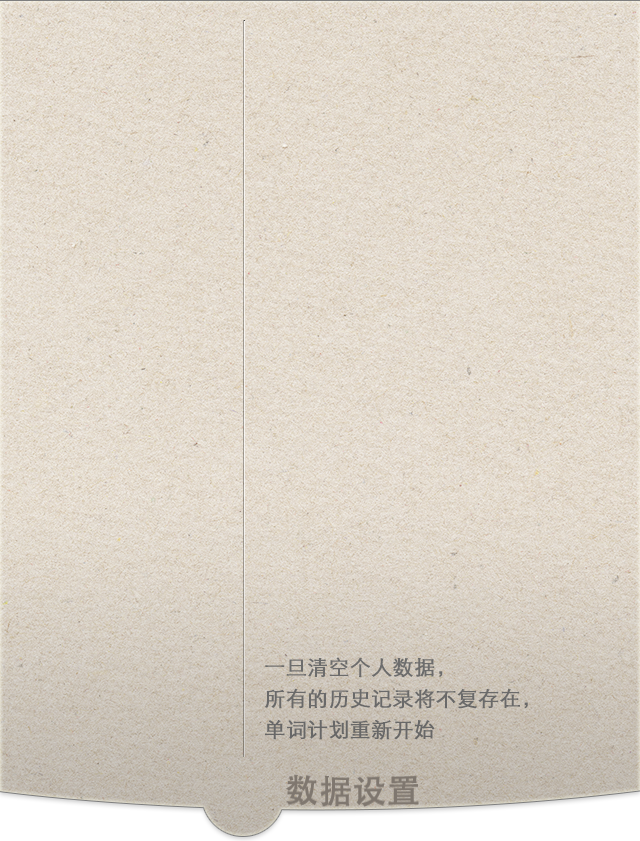 一旦清空个人数据，
所有的历史记录将不复存在，
单词计划重新开始
数据设置